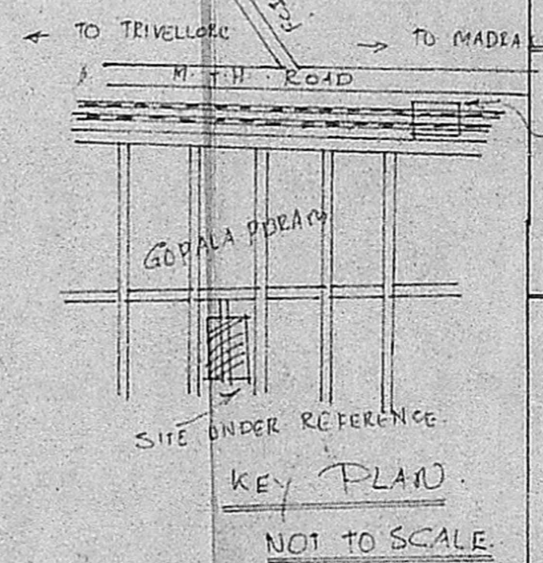 ← TO TRIVELLORE
→ TO MADRA
M.T.H. ROAD
GOPALA PURAM
SITE UNDER REFERENCE.
KEY PLAN.
NOT TO SCALE.